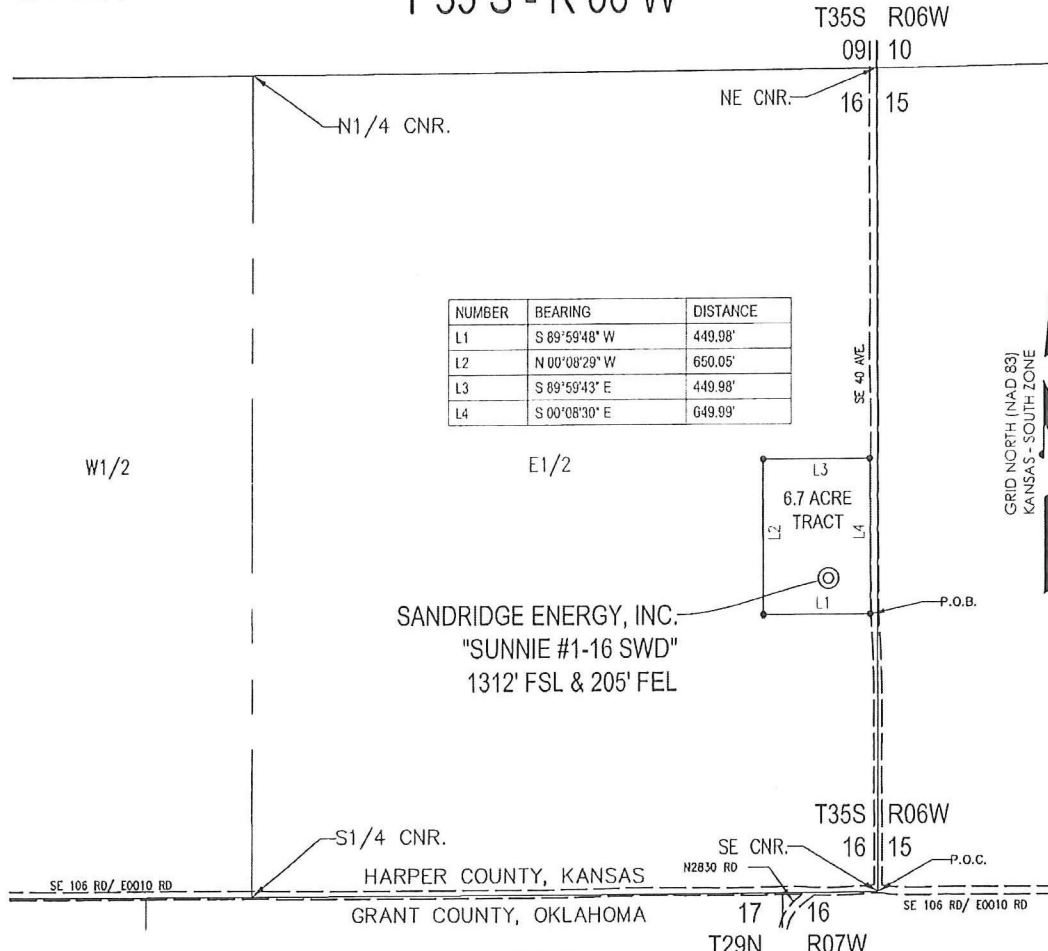 T 35 S - R 06 W
T35S R06W
09 10
NE CNR.
16 15
N1/4 CNR.
NUMBER BEARING DISTANCE
L1 S 89°59'48" W 449.98'
L2 N 00°08'29" W 650.05'
L3 S 89°59'43" E 449.98'
L4 S 00°08'30" E 649.99'
SE 40 AVE.
GRID NORTH (NAD 83)
KANSAS - SOUTH ZONE
W1/2
E1/2
L3
6.7 ACRE
TRACT
L2
L4
L1
P.O.B.
SANDRIDGE ENERGY, INC.
"SUNNIE #1-16 SWD"
1312' FSL & 205' FEL
T35S R06W
S1/4 CNR.
SE CNR.
16 15
P.O.C.
N2830 RD
HARPER COUNTY, KANSAS
SE 106 RD/ E0010 RD
SE 106 RD/ E0010 RD
GRANT COUNTY, OKLAHOMA
17 16
T29N R07W